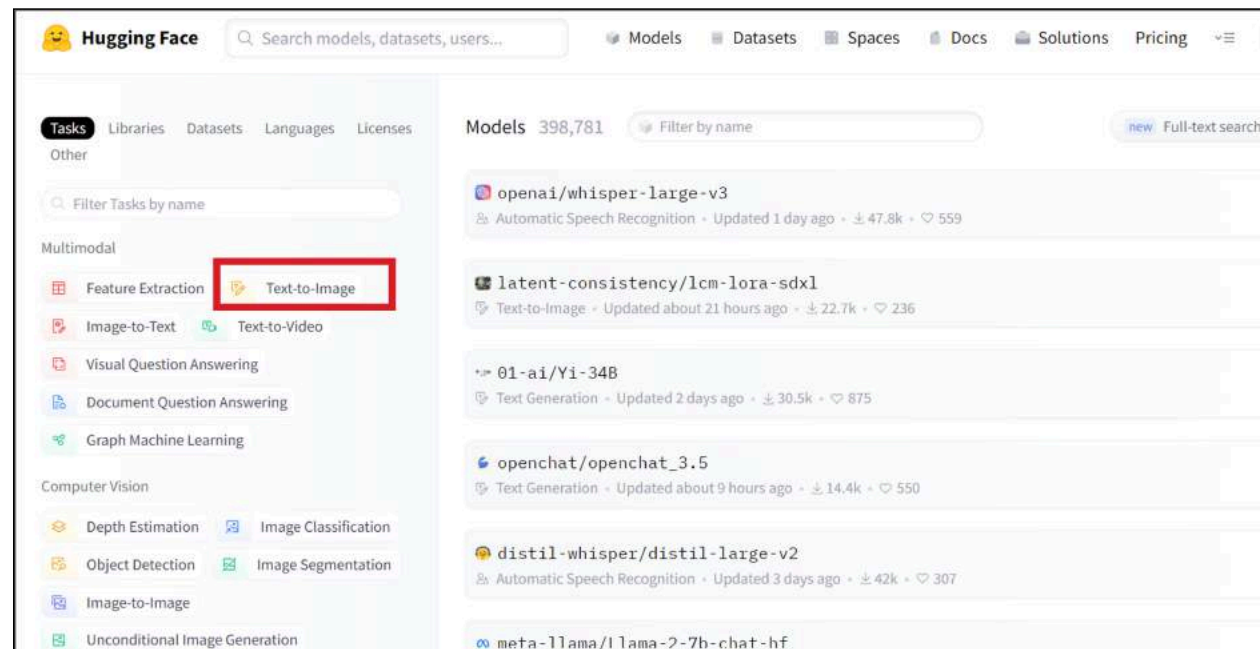 Hugging Face
Search models, datasets, users...
Models Datasets Spaces Docs Solutions Pricing
Tasks Libraries Datasets Languages Licenses
Other
Filter Tasks by name
Multimodal
Feature Extraction Text-to-Image
Image-to-Text Text-to-Video
Visual Question Answering
Document Question Answering
Graph Machine Learning
Computer Vision
Depth Estimation Image Classification
Object Detection Image Segmentation
Image-to-Image
Unconditional Image Generation
Models 398,781 Filter by name new Full-text search
openai/whisper-large-v3
Automatic Speech Recognition • Updated 1 day ago • 47.8k • 559
latent-consistency/lcm-lora-sdxl
Text-to-Image • Updated about 21 hours ago • 22.7k • 236
01-ai/Yi-34B
Text Generation • Updated 2 days ago • 30.5k • 875
openchat/openchat_3.5
Text Generation • Updated about 9 hours ago • 14.4k • 550
distil-whisper/distil-large-v2
Automatic Speech Recognition • Updated 3 days ago • 42k • 307
meta-llama/Llama-2-7b-chat-hf